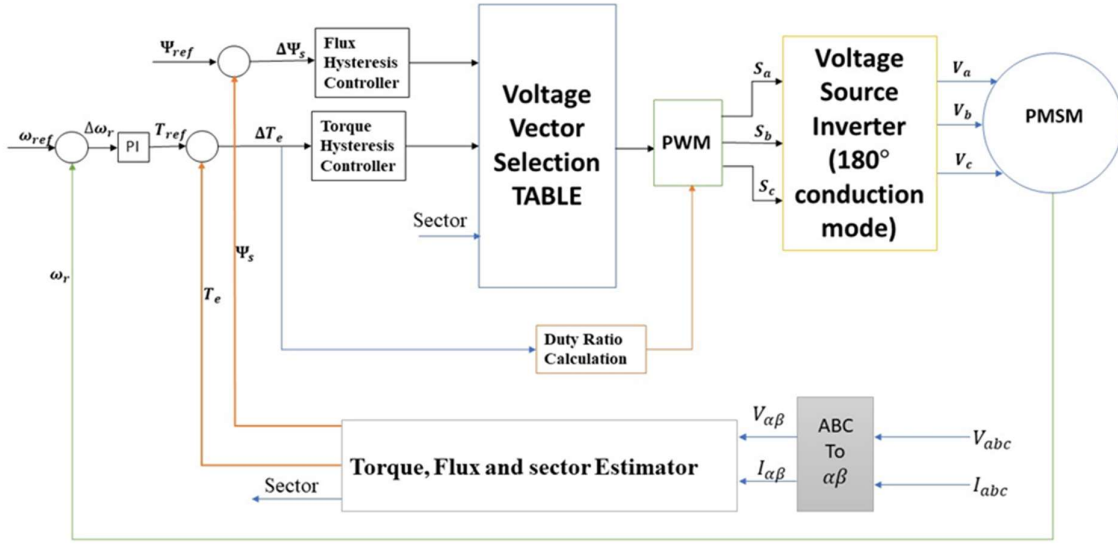 Ψref
ΔΨs
Flux
Hysteresis
Controller
ωref
Δωr
PI
Tref
ΔTe
Torque
Hysteresis
Controller
Sector
Voltage
Vector
Selection
TABLE
PWM
Sa
Sb
Sc
Voltage
Source
Inverter
(180°
conduction
mode)
Va
Vb
Vc
PMSM
ωr
Te
Ψs
Duty Ratio
Calculation
Torque, Flux and sector Estimator
Sector
Vαβ
Iαβ
ABC
To
αβ
Vabc
Iabc